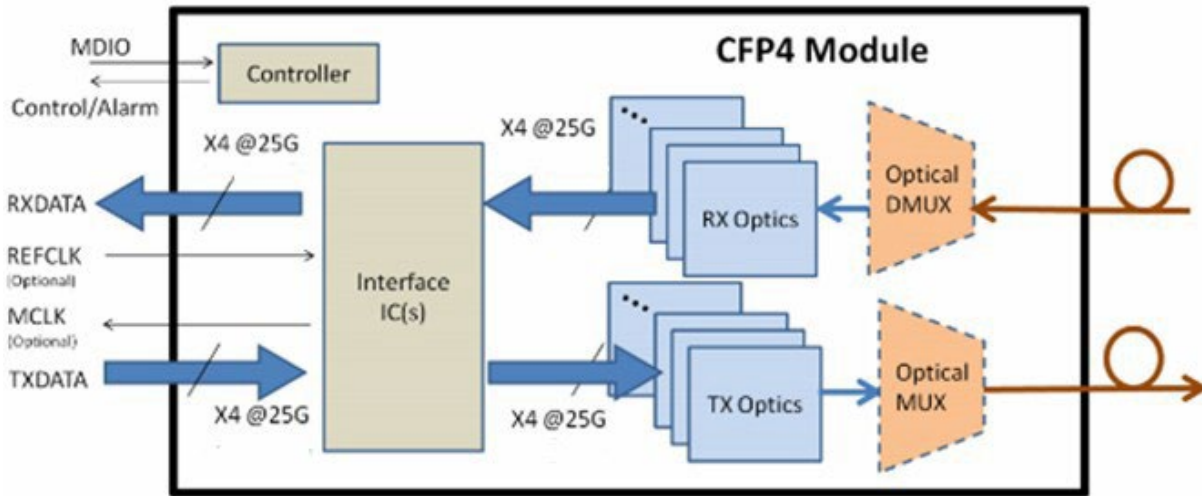 CFP4 Module
MDIO
Controller
Control/Alarm
X4 @25G
X4 @25G
RXDATA
Optical
DMUX
RX Optics
REFCLK
(Optional)
Interface
IC(s)
MCLK
(Optional)
TXDATA
Optical
MUX
TX Optics
X4 @25G
X4 @25G